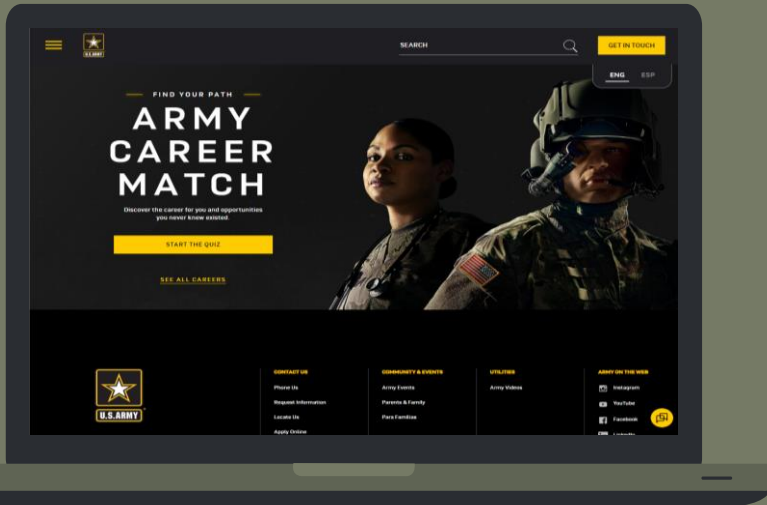 U.S.ARMY
SEARCH
GET IN TOUCH
ENG ESP
FIND YOUR PATH
ARMY
CAREER
MATCH
Discover the career for you and opportunities
you never knew existed.
START THE QUIZ
SEE ALL CAREERS
U.S.ARMY
CONTACT US
Phone Us
Request Information
Locate Us
Apply Online
COMMUNITY & EVENTS
Army Events
Parents & Family
Para Familias
UTILITIES
Army Videos
ARMY ON THE WEB
Instagram
YouTube
Facebook
LinkedIn